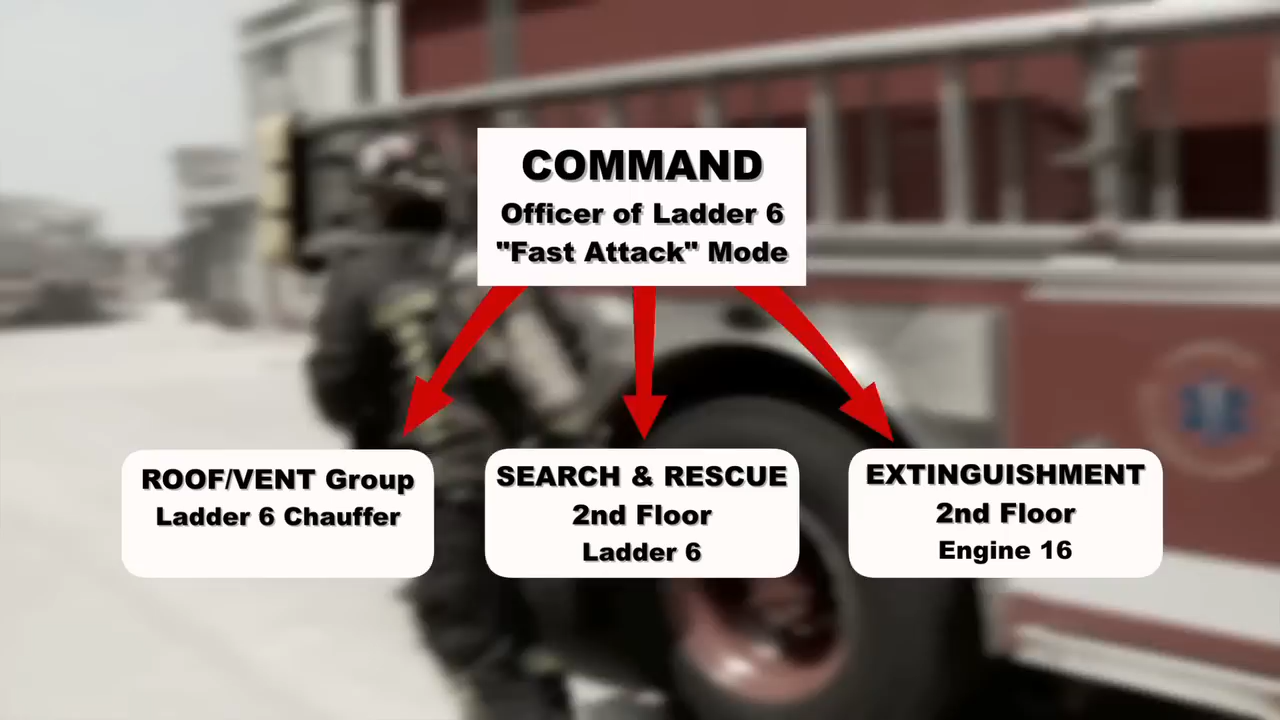 COMMAND
Officer of Ladder 6
"Fast Attack" Mode
ROOF/VENT Group
Ladder 6 Chauffer
SEARCH & RESCUE
2nd Floor
Ladder 6
EXTINGUISHMENT
2nd Floor
Engine 16